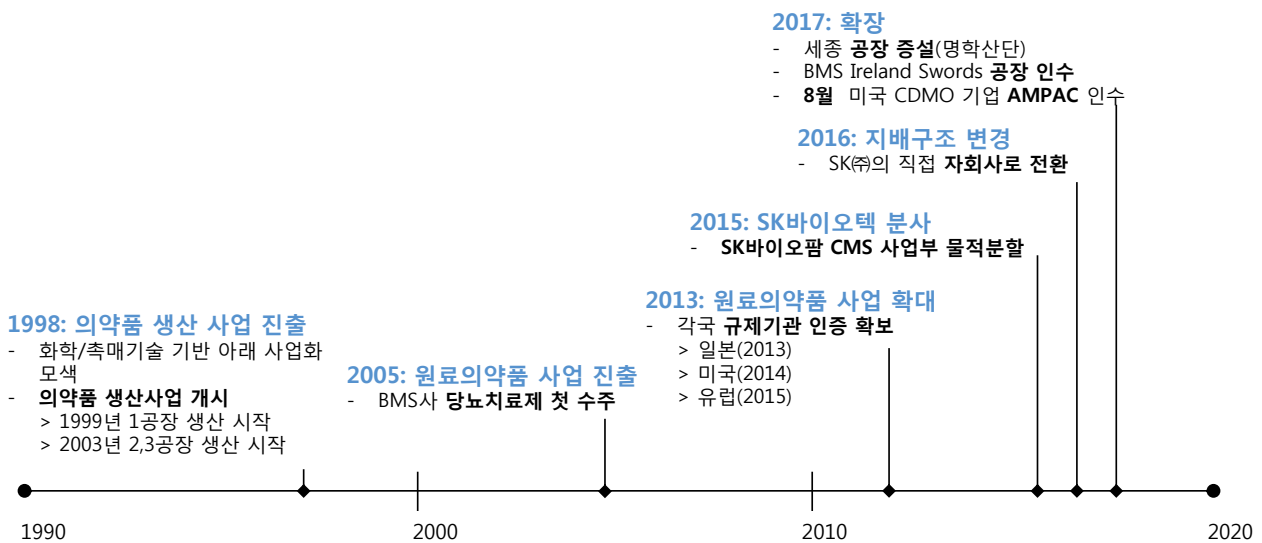 2017: 확장
- 세종 공장 증설(명학산단)
- BMS Ireland Swords 공장 인수
- 8월 미국 CDMO 기업 AMPAC 인수
2016: 지배구조 변경
- SK㈜의 직접 자회사로 전환
2015: SK바이오텍 분사
- SK바이오팜 CMS 사업부 물적분할
2013: 원료의약품 사업 확대
- 각국 규제기관 인증 확보
> 일본(2013)
> 미국(2014)
> 유럽(2015)
1998: 의약품 생산 사업 진출
- 화학/촉매기술 기반 아래 사업화
모색
- 의약품 생산사업 개시
> 1999년 1공장 생산 시작
> 2003년 2,3공장 생산 시작
2005: 원료의약품 사업 진출
- BMS사 당뇨치료제 첫 수주
1990
2000
2010
2020